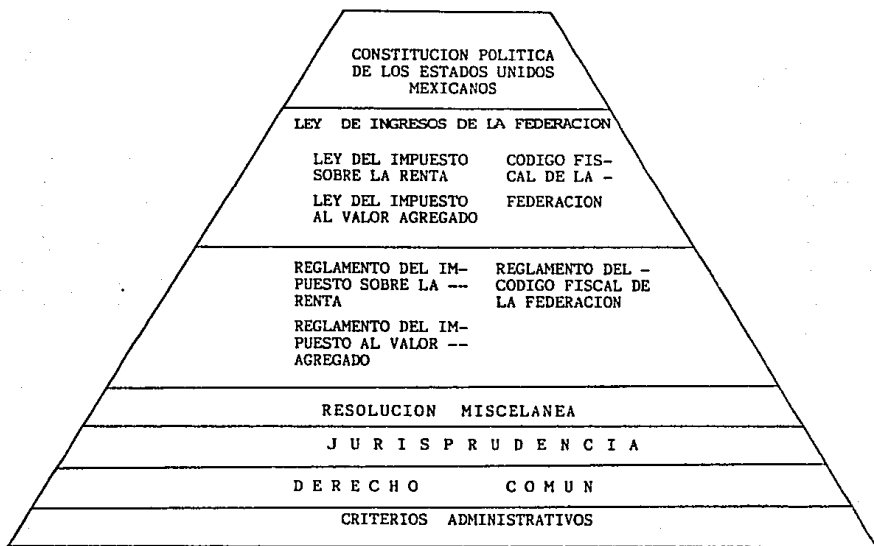 CONSTITUCION POLITICA
DE LOS ESTADOS UNIDOS
MEXICANOS
LEY DE INGRESOS DE LA FEDERACION
LEY DEL IMPUESTO
SOBRE LA RENTA
LEY DEL IMPUESTO
AL VALOR AGREGADO
CODIGO FIS-
CAL DE LA -
FEDERACION
REGLAMENTO DEL IM-
PUESTO SOBRE LA --
RENTA
REGLAMENTO DEL IM-
PUESTO AL VALOR --
AGREGADO
REGLAMENTO DEL -
CODIGO FISCAL DE
LA FEDERACION
RESOLUCION MISCELANEA
J U R I S P R U D E N C I A
D E R E C H O C O M U N
CRITERIOS ADMINISTRATIVOS